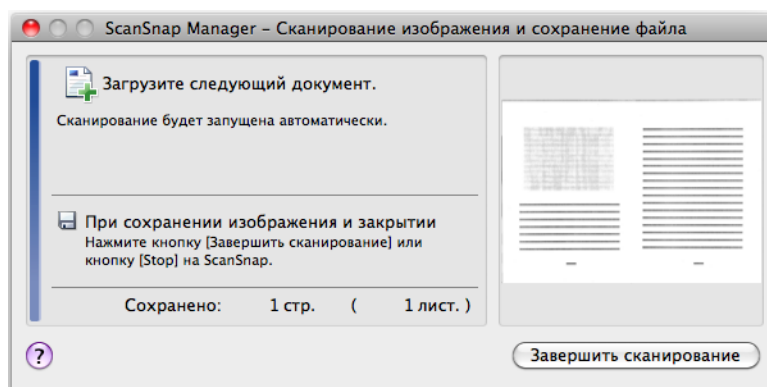 ScanSnap Manager – Сканирование изображения и сохранение файла
Загрузите следующий документ.
Сканирование будет запущена автоматически.
При сохранении изображения и закрытии
Нажмите кнопку [Завершить сканирование] или
кнопку [Stop] на ScanSnap.
Сохранено: 1 стр. ( 1 лист. )
? Завершить сканирование